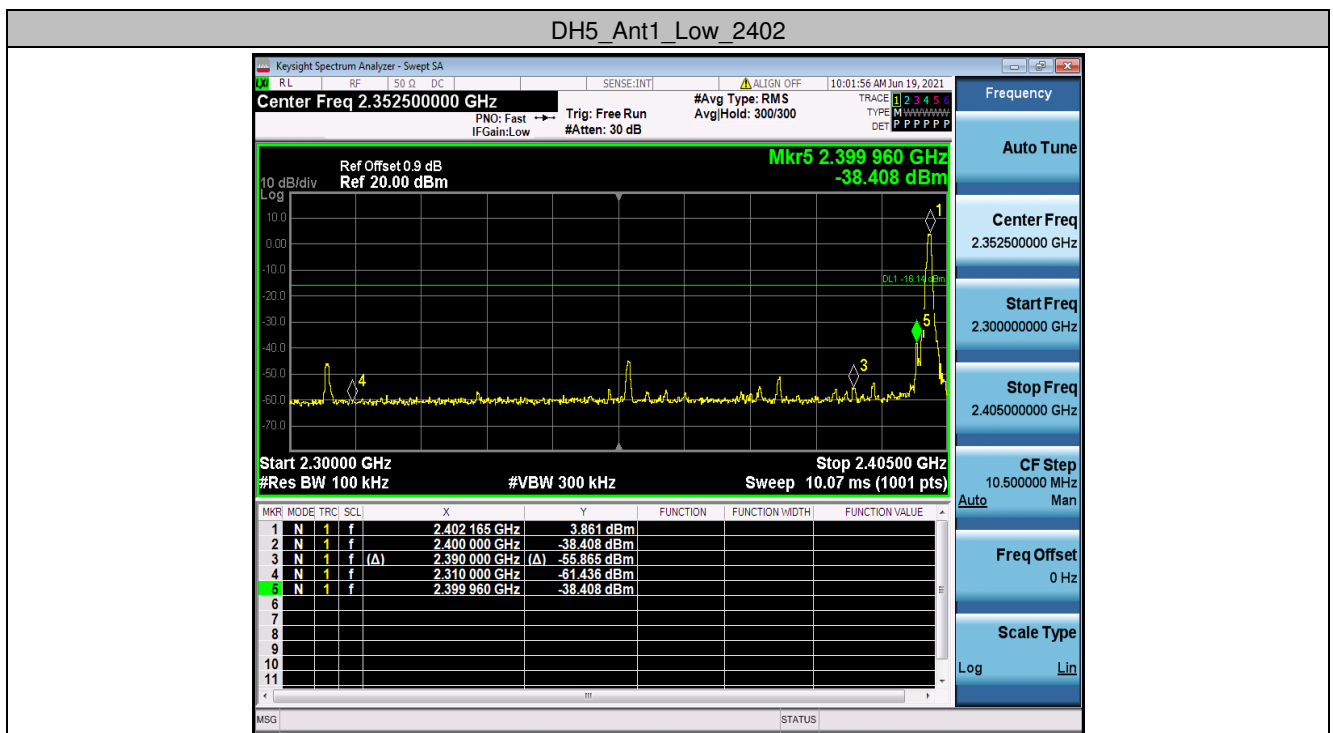 DH5_Ant1_Low_2402
Keysight Spectrum Analyzer - Swept SA
LXI RL RF 50 Ω DC SENSE:INT ALIGN OFF 10:01:56 AM Jun 19, 2021
Center Freq 2.352500000 GHz
PNO: Fast
IFGain:Low
Trig: Free Run
#Atten: 30 dB
#Avg Type: RMS
Avg|Hold: 300/300
TRACE 1 2 3 4 5 6
TYPE M WWWWW
DET P P P P P P
Mkr5 2.399 960 GHz
-38.408 dBm
Ref Offset 0.9 dB
10 dB/div Ref 20.00 dBm
Log
10.0
0.00
-10.0
-20.0
-30.0
-40.0
-50.0
-60.0
-70.0
1
DL1 -16.14 dBm
5
3
4
Start 2.30000 GHz Stop 2.40500 GHz
#Res BW 100 kHz #VBW 300 kHz Sweep 10.07 ms (1001 pts)
MKR MODE TRC SCL X Y FUNCTION FUNCTION WIDTH FUNCTION VALUE
1 N 1 f 2.402 165 GHz 3.861 dBm
2 N 1 f 2.400 000 GHz -38.408 dBm
3 N 1 f (Δ) 2.390 000 GHz (Δ) -55.865 dBm
4 N 1 f 2.310 000 GHz -61.436 dBm
5 N 1 f 2.399 960 GHz -38.408 dBm
6
7
8
9
10
11
MSG STATUS
Frequency
Auto Tune
Center Freq
2.352500000 GHz
Start Freq
2.300000000 GHz
Stop Freq
2.405000000 GHz
CF Step
10.500000 MHz
Auto Man
Freq Offset
0 Hz
Scale Type
Log Lin